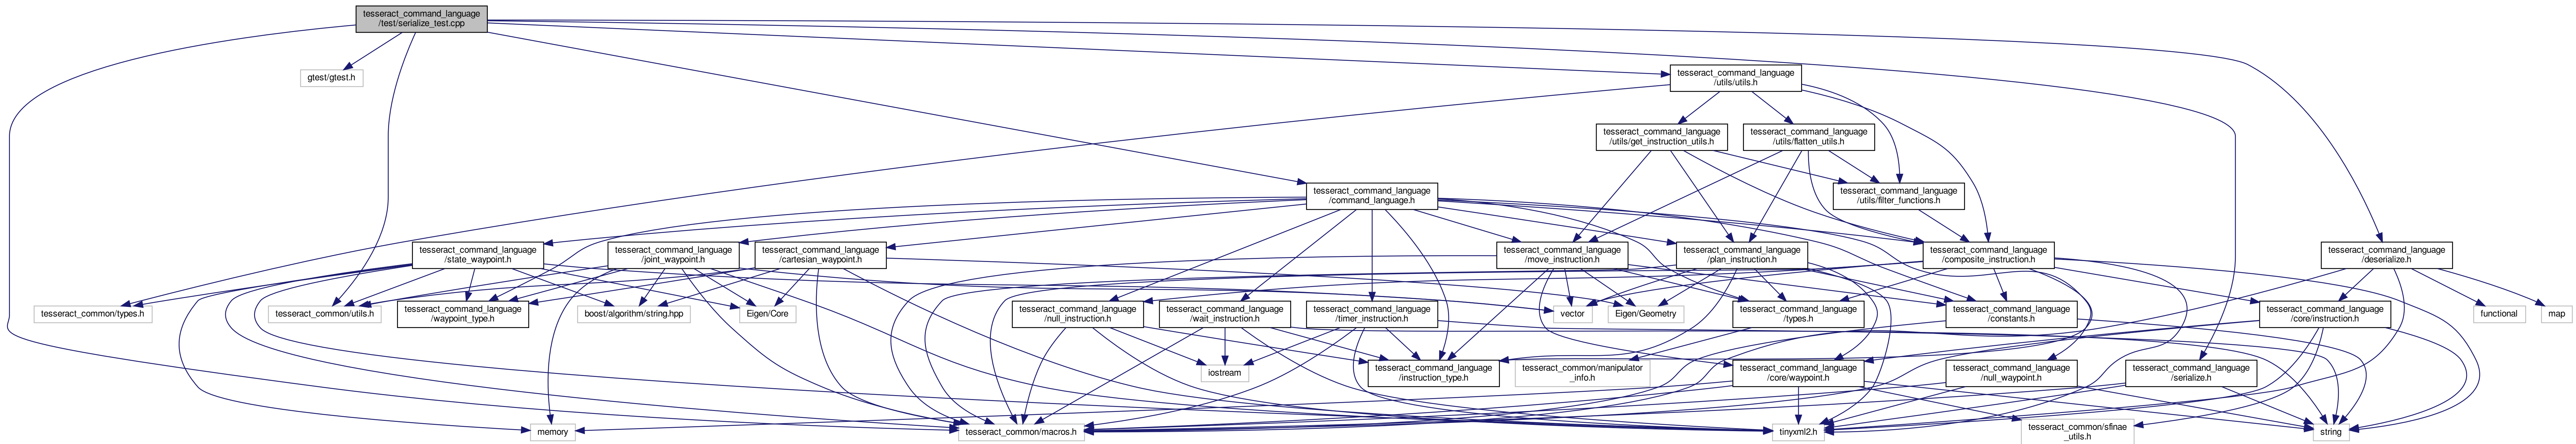 tesseract_command_language
/test/serialize_test.cpp
gtest/gtest.h
tesseract_command_language
/utils/utils.h
tesseract_command_language
/utils/get_instruction_utils.h
tesseract_command_language
/utils/flatten_utils.h
tesseract_command_language
/command_language.h
tesseract_command_language
/utils/filter_functions.h
tesseract_command_language
/state_waypoint.h
tesseract_command_language
/joint_waypoint.h
tesseract_command_language
/cartesian_waypoint.h
tesseract_command_language
/move_instruction.h
tesseract_command_language
/plan_instruction.h
tesseract_command_language
/composite_instruction.h
tesseract_command_language
/deserialize.h
tesseract_common/types.h
tesseract_common/utils.h
tesseract_command_language
/waypoint_type.h
boost/algorithm/string.hpp
Eigen/Core
tesseract_command_language
/null_instruction.h
tesseract_command_language
/wait_instruction.h
tesseract_command_language
/timer_instruction.h
vector
Eigen/Geometry
tesseract_command_language
/types.h
tesseract_command_language
/constants.h
tesseract_command_language
/core/instruction.h
functional
map
iostream
tesseract_command_language
/instruction_type.h
tesseract_common/manipulator
_info.h
tesseract_command_language
/core/waypoint.h
tesseract_command_language
/null_waypoint.h
tesseract_command_language
/serialize.h
memory
tesseract_common/macros.h
tinyxml2.h
tesseract_common/sfinae
_utils.h
string